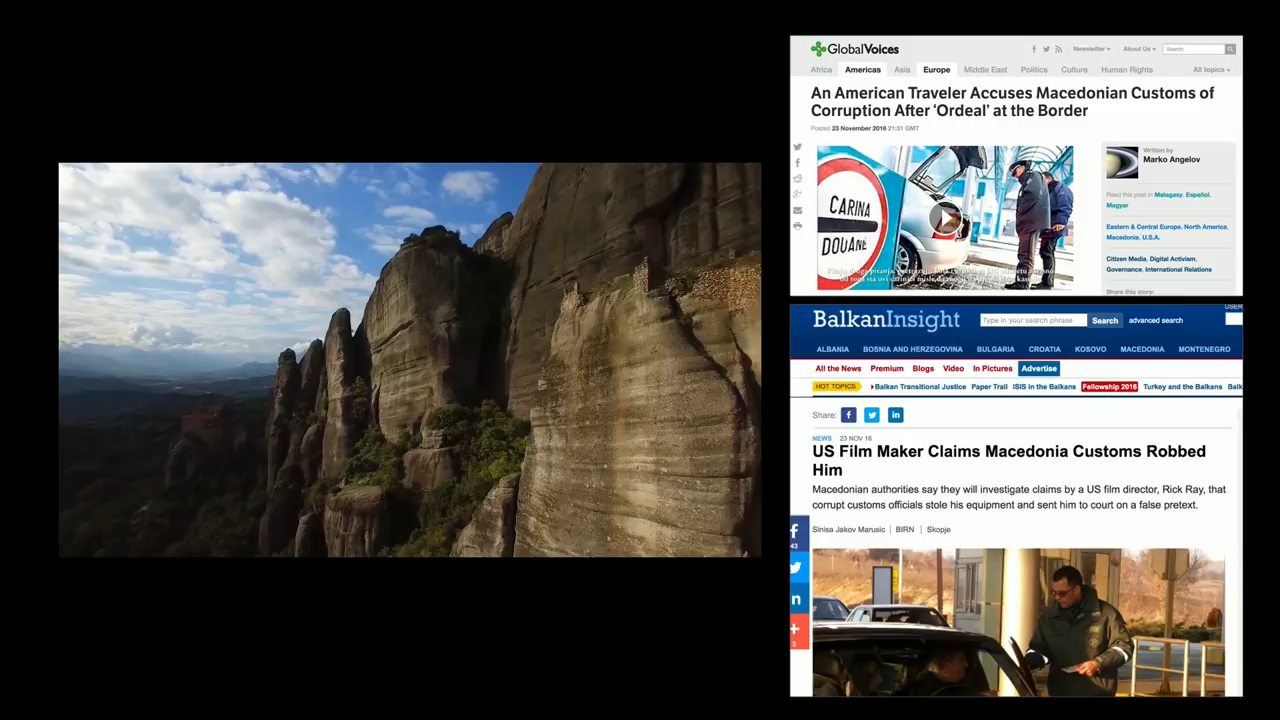 GlobalVoices
Newsletter
About Us
Search
Africa
Americas
Asia
Europe
Middle East
Politics
Culture
Human Rights
All topics
An American Traveler Accuses Macedonian Customs of
Corruption After ‘Ordeal’ at the Border
Posted 23 November 2016 21:31 GMT
CARINA
DOUANE
Written by
Marko Angelov
Read this post in Malagasy, Español,
Magyar
Eastern & Central Europe, North America,
Macedonia, U.S.A.
Citizen Media, Digital Activism,
Governance, International Relations
Share this story:
BalkanInsight
Type in your search phrase
Search
advanced search
USER
ALBANIA
BOSNIA AND HERZEGOVINA
BULGARIA
CROATIA
KOSOVO
MACEDONIA
MONTENEGRO
All the News
Premium
Blogs
Video
In Pictures
Advertise
HOT TOPICS
Balkan Transitional Justice
Paper Trail
ISIS in the Balkans
Fellowship 2016
Turkey and the Balkans
Balk
Share:
NEWS 23 NOV 16
US Film Maker Claims Macedonia Customs Robbed
Him
Macedonian authorities say they will investigate claims by a US film director, Rick Ray, that
corrupt customs officials stole his equipment and sent him to court on a false pretext.
Sinisa Jakov Marusic | BIRN | Skopje
43
3